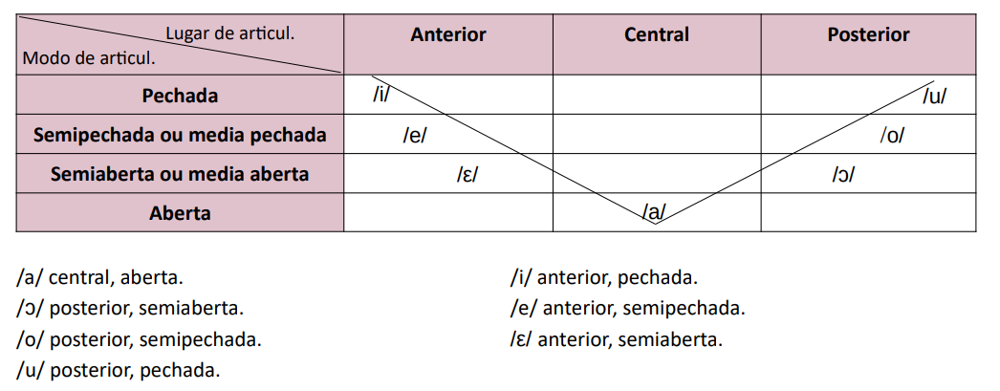 Lugar de articul.
Modo de articul.
Anterior Central Posterior
Pechada /i/ /u/
Semipechada ou media pechada /e/ /o/
Semiaberta ou media aberta /ɛ/ /ɔ/
Aberta /a/
/a/ central, aberta.
/ɔ/ posterior, semiaberta.
/o/ posterior, semipechada.
/u/ posterior, pechada.
/i/ anterior, pechada.
/e/ anterior, semipechada.
/ɛ/ anterior, semiaberta.